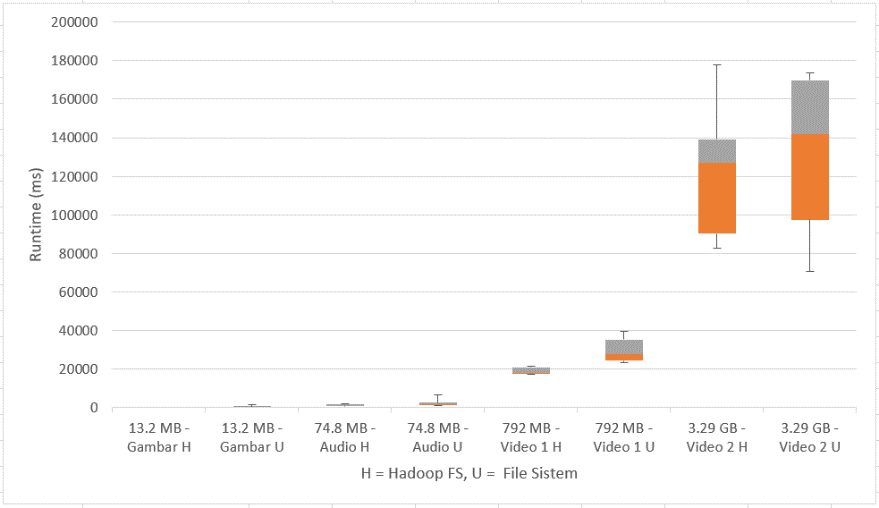 200000
180000
160000
140000
120000
100000
80000
60000
40000
20000
0
Runtime (ms)
13.2 MB - Gambar H
13.2 MB - Gambar U
74.8 MB - Audio H
74.8 MB - Audio U
792 MB - Video 1 H
792 MB - Video 1 U
3.29 GB - Video 2 H
3.29 GB - Video 2 U
H = Hadoop FS, U =  File Sistem